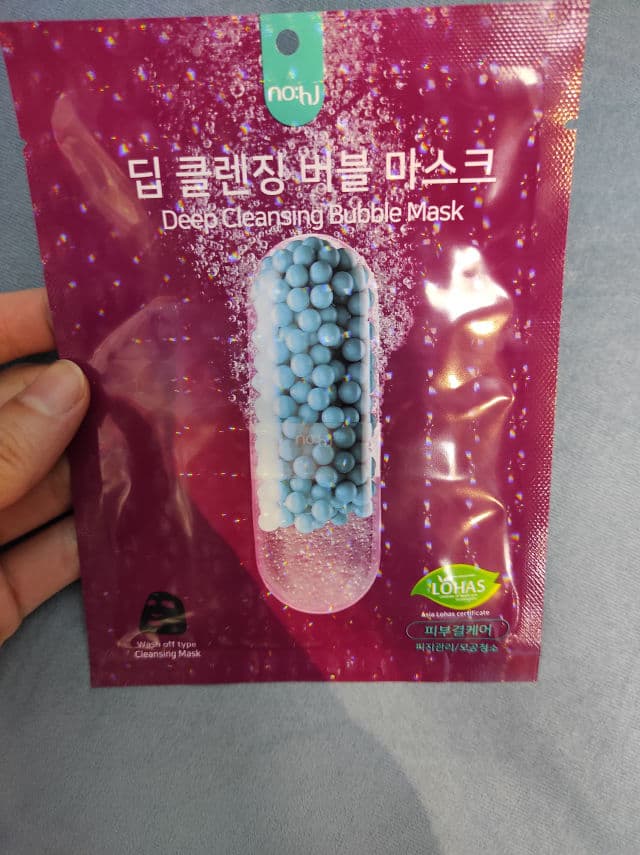 no:hj
딥 클렌징 버블 마스크
Deep Cleansing Bubble Mask
no:hj
LOHAS
Asia Lohas certificate
피부결케어
피지관리/모공청소
Wash off type
Cleansing Mask